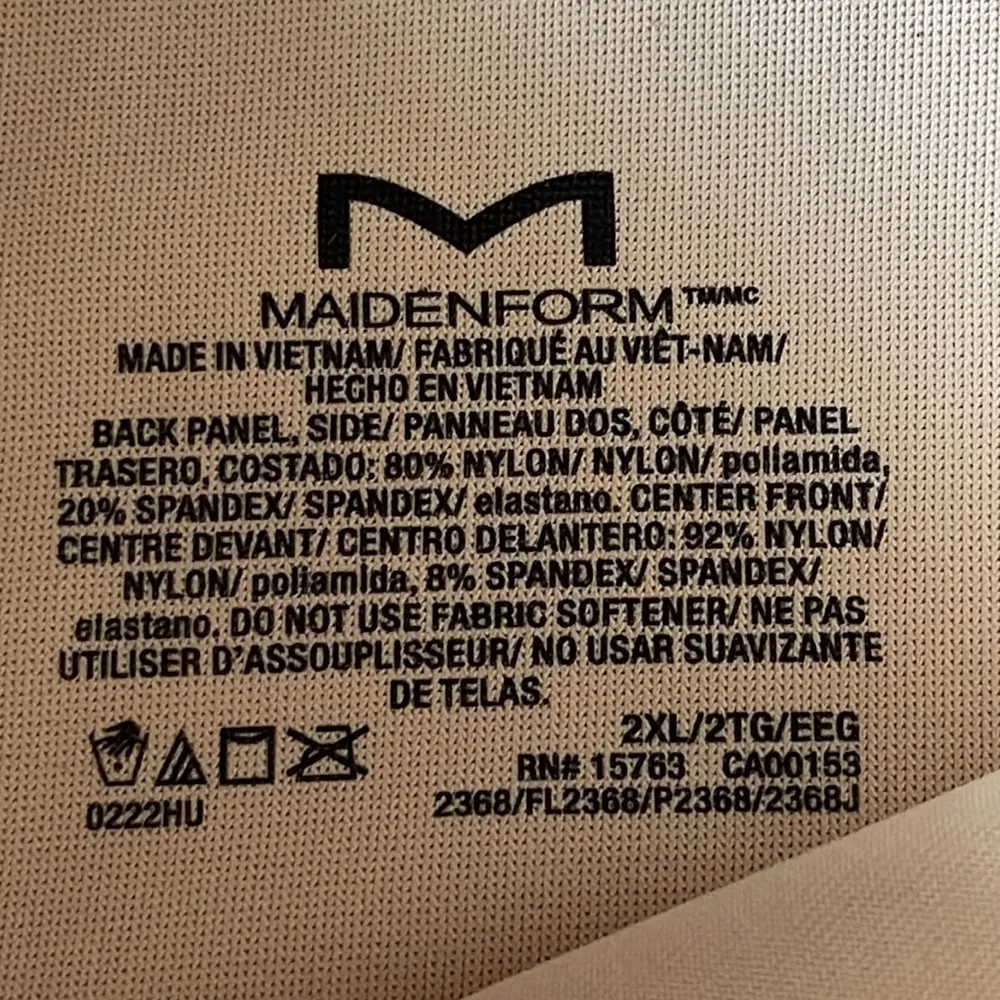 MAIDENFORM TM/MC
MADE IN VIETNAM/ FABRIQUÉ AU VIÊT-NAM/
HECHO EN VIETNAM
BACK PANEL, SIDE/ PANNEAU DOS, CÔTÉ/ PANEL
TRASERO, COSTADO: 80% NYLON/ NYLON/ poliamida,
20% SPANDEX/ SPANDEX/ elastano. CENTER FRONT/
CENTRE DEVANT/ CENTRO DELANTERO: 92% NYLON/
NYLON/ poliamida, 8% SPANDEX/ SPANDEX/
elastano. DO NOT USE FABRIC SOFTENER/ NE PAS
UTILISER D'ASSOUPLISSEUR/ NO USAR SUAVIZANTE
DE TELAS.
2XL/2TG/EEG
RN# 15763 CA00153
0222HU 2368/FL2368/P2368/2368J